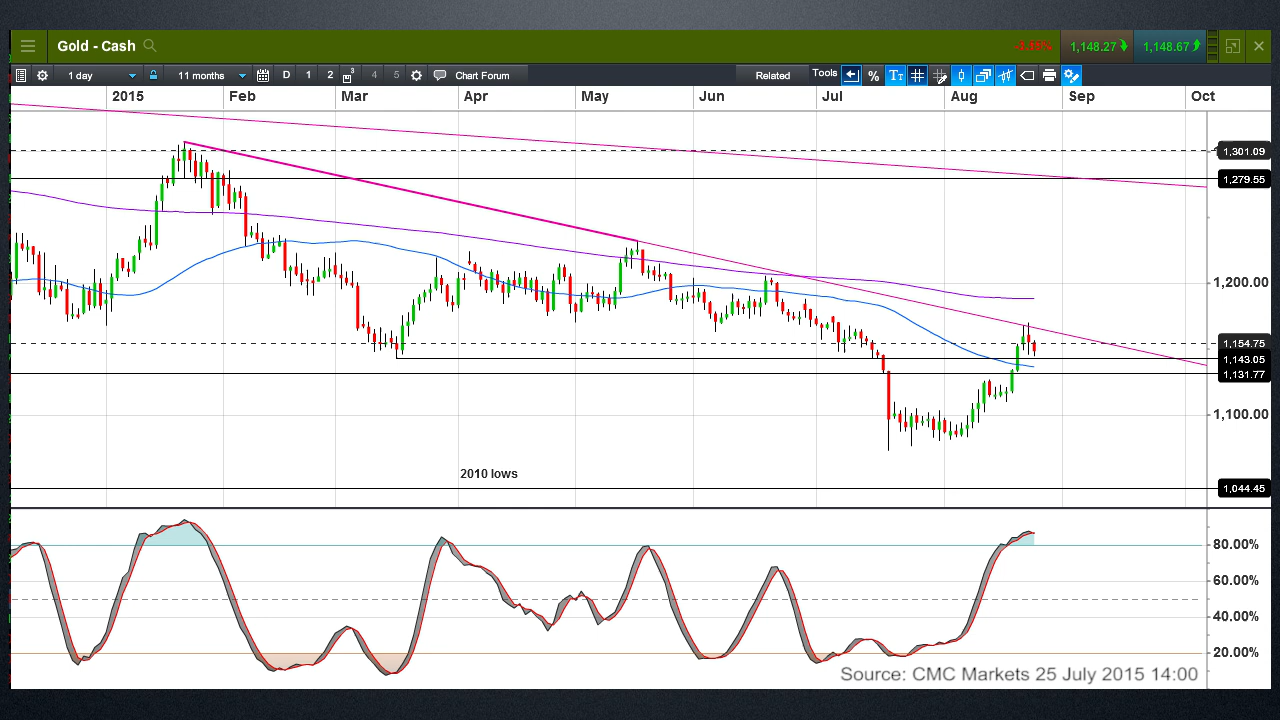 Gold - Cash
1,148.27 1,148.67
1 day 11 months D 1 2 3 4 5 Chart Forum Related Tools % TT
2015 Feb Mar Apr May Jun Jul Aug Sep Oct
1,301.09
1,279.55
1,200.00
1,154.75
1,143.05
1,131.77
1,100.00
2010 lows
1,044.45
80.00%
60.00%
40.00%
20.00%
Source: CMC Markets 25 July 2015 14:00